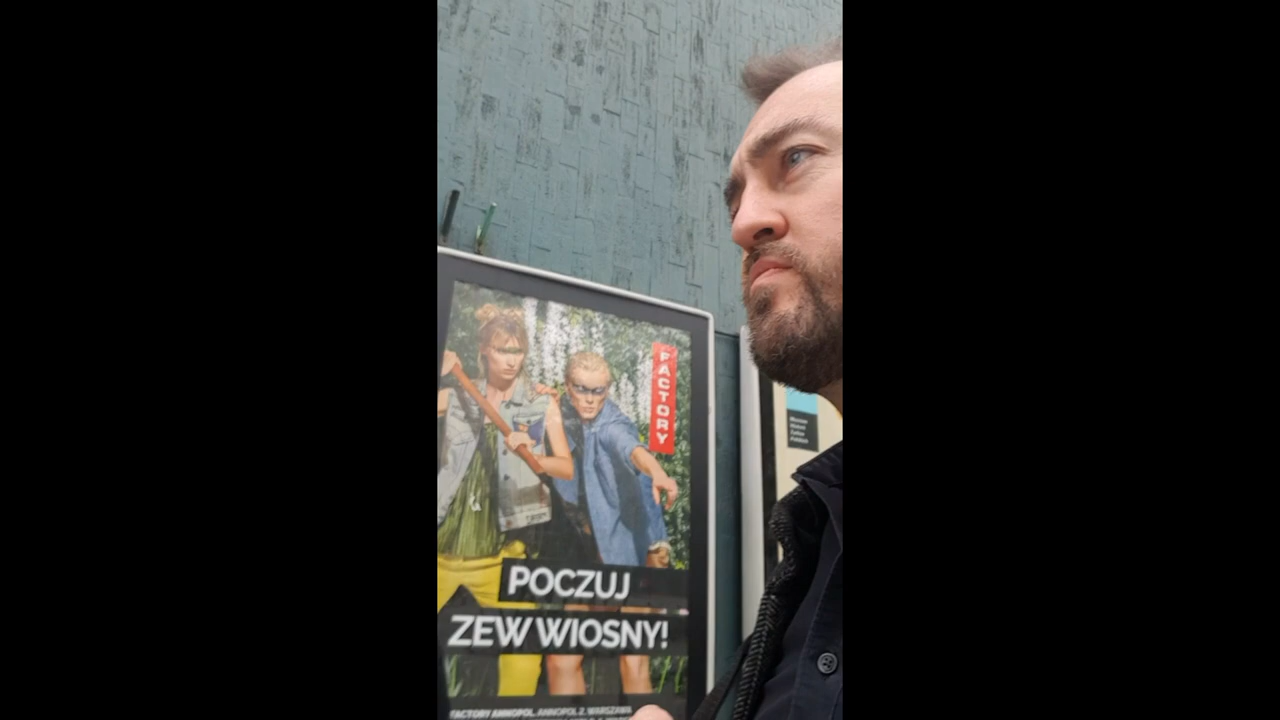 FACTORY
POCZUJ
ZEW WIOSNY!
FACTORY ANNOPOL, ANNOPOL 2, WARSZAWA